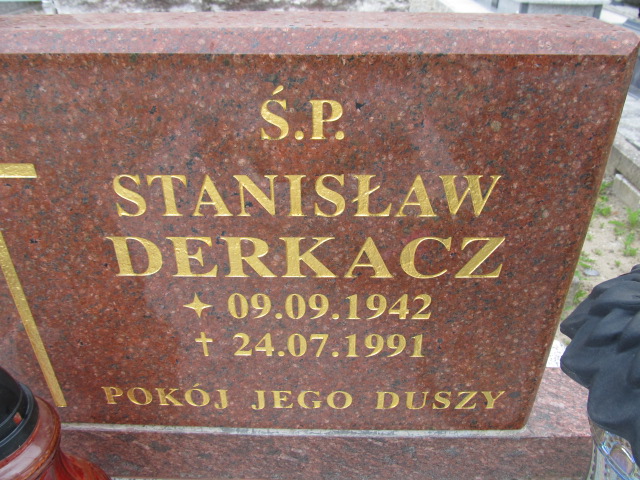 Ś.P.
STANISŁAW
DERKACZ
✦ 09.09.1942
† 24.07.1991
POKÓJ JEGO DUSZY